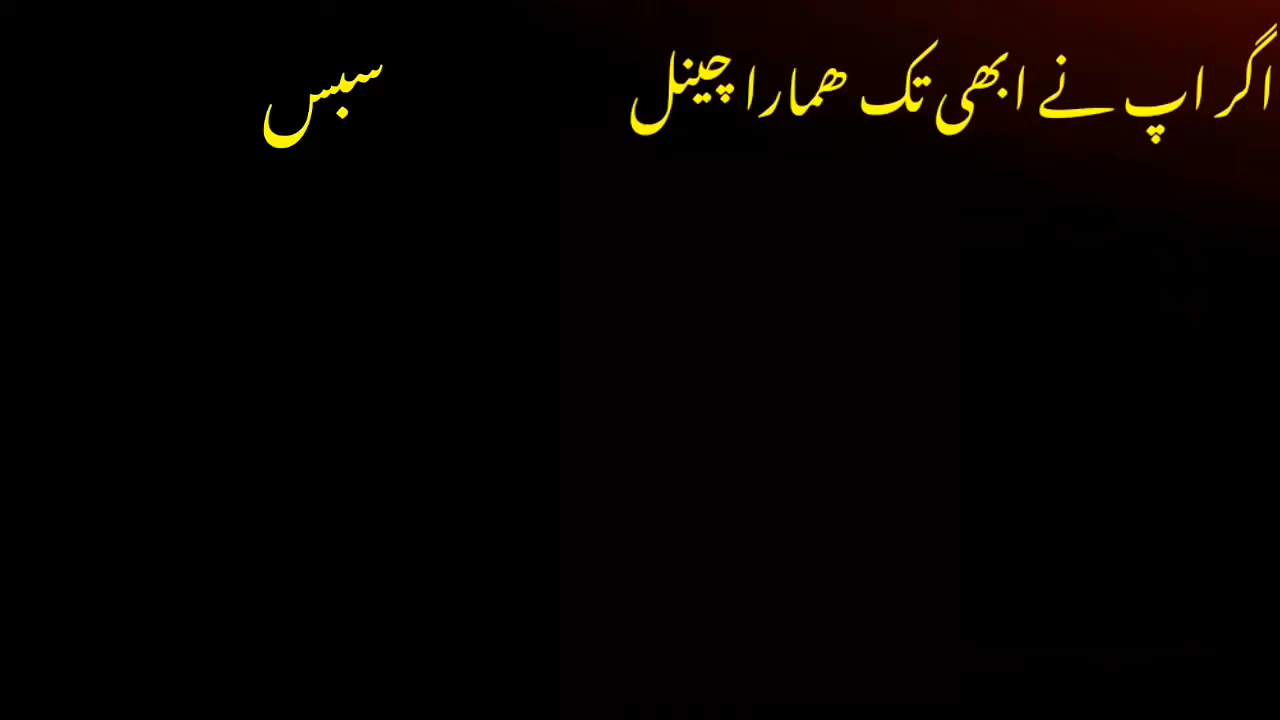 اگر اپ نے ابھی تک ھمارا چینل سبس